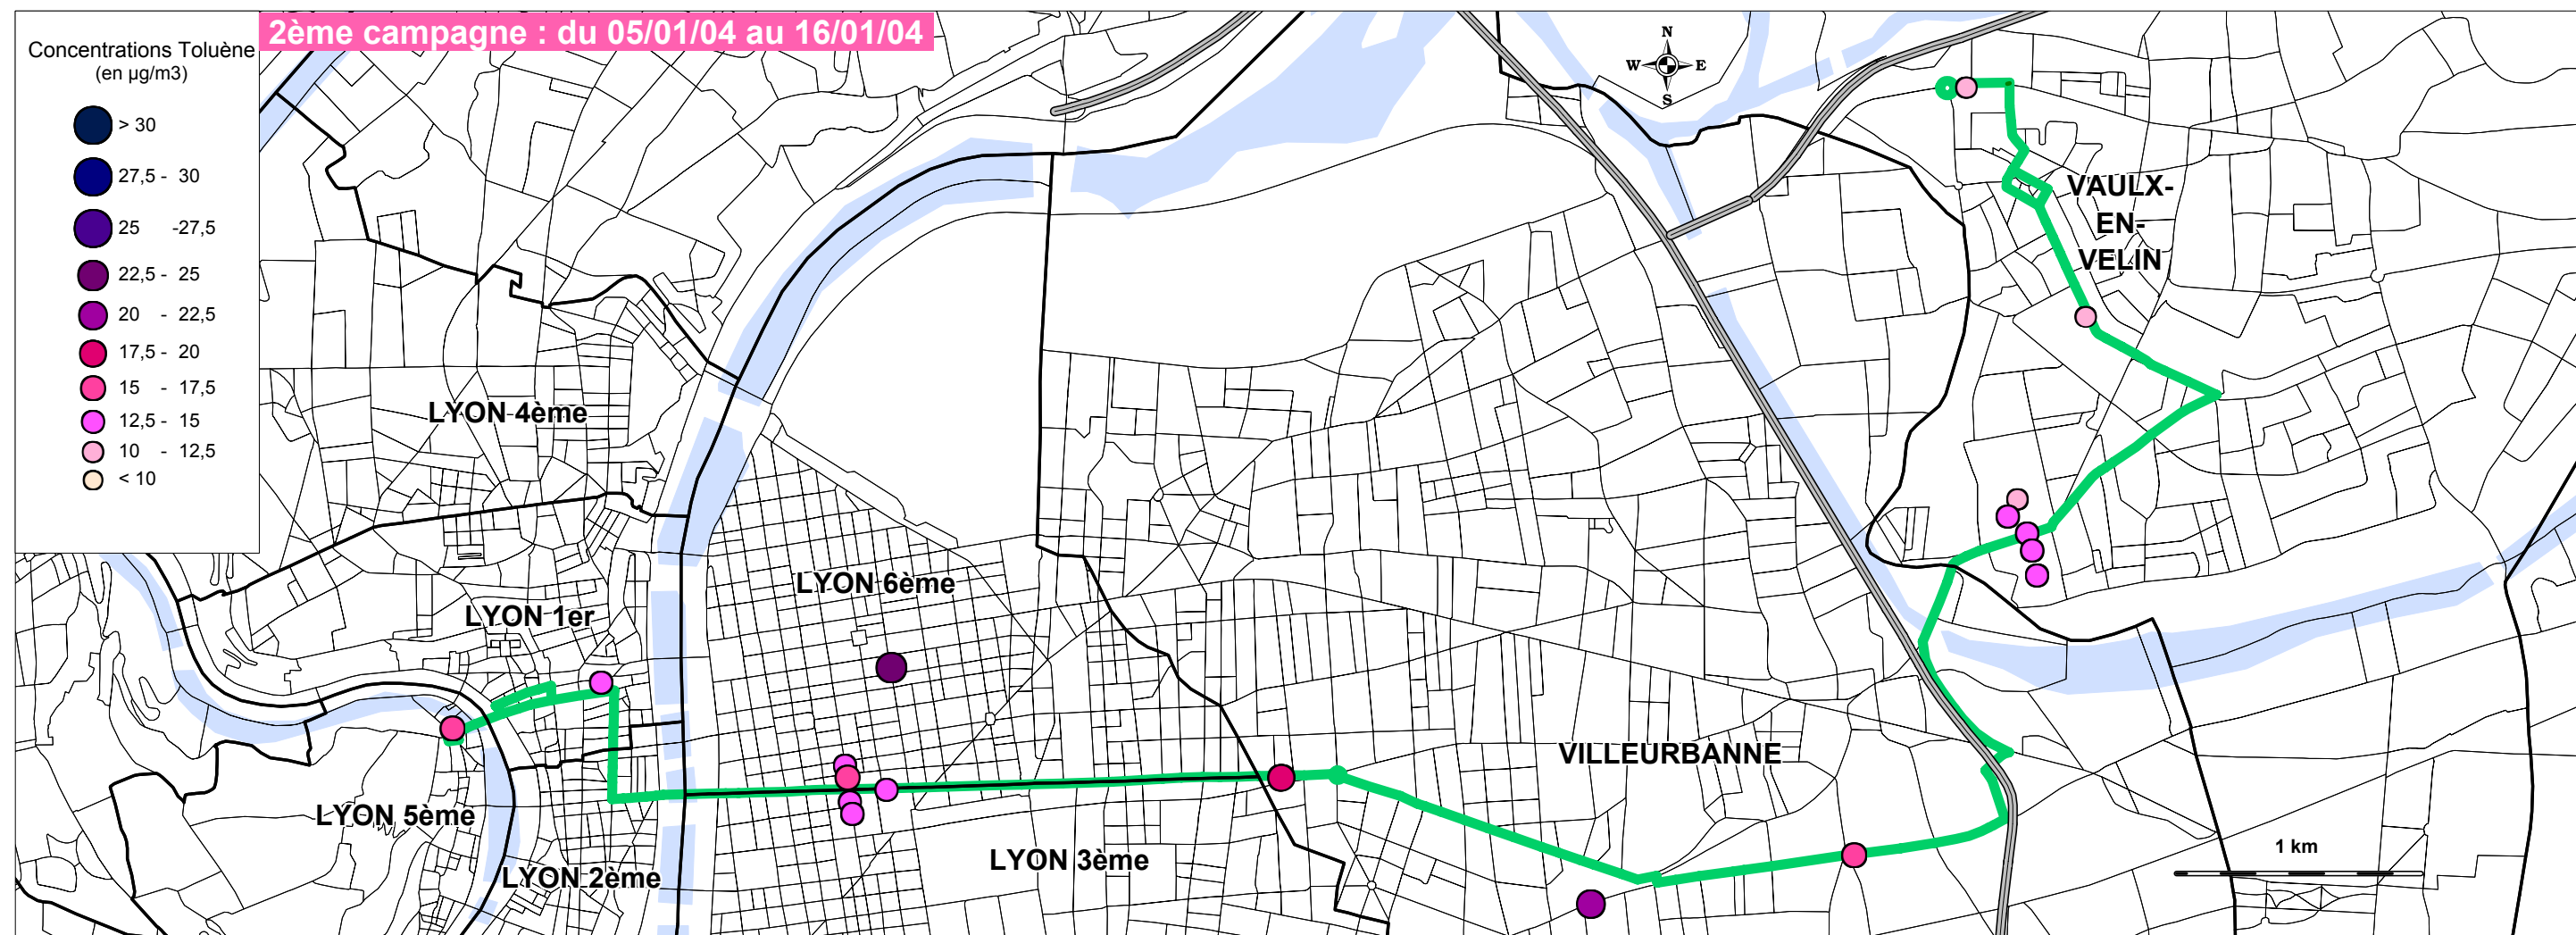 2ème campagne : du 05/01/04 au 16/01/04
Concentrations Toluène
(en µg/m3)
> 30
27,5 - 30
25 -27,5
22,5 - 25
20 - 22,5
17,5 - 20
15 - 17,5
12,5 - 15
10 - 12,5
< 10
N
W E
S
VAULX-
EN-
VELIN
LYON 4ème
LYON 6ème
LYON 1er
VILLEURBANNE
LYON 5ème
LYON 3ème
LYON 2ème
1 km